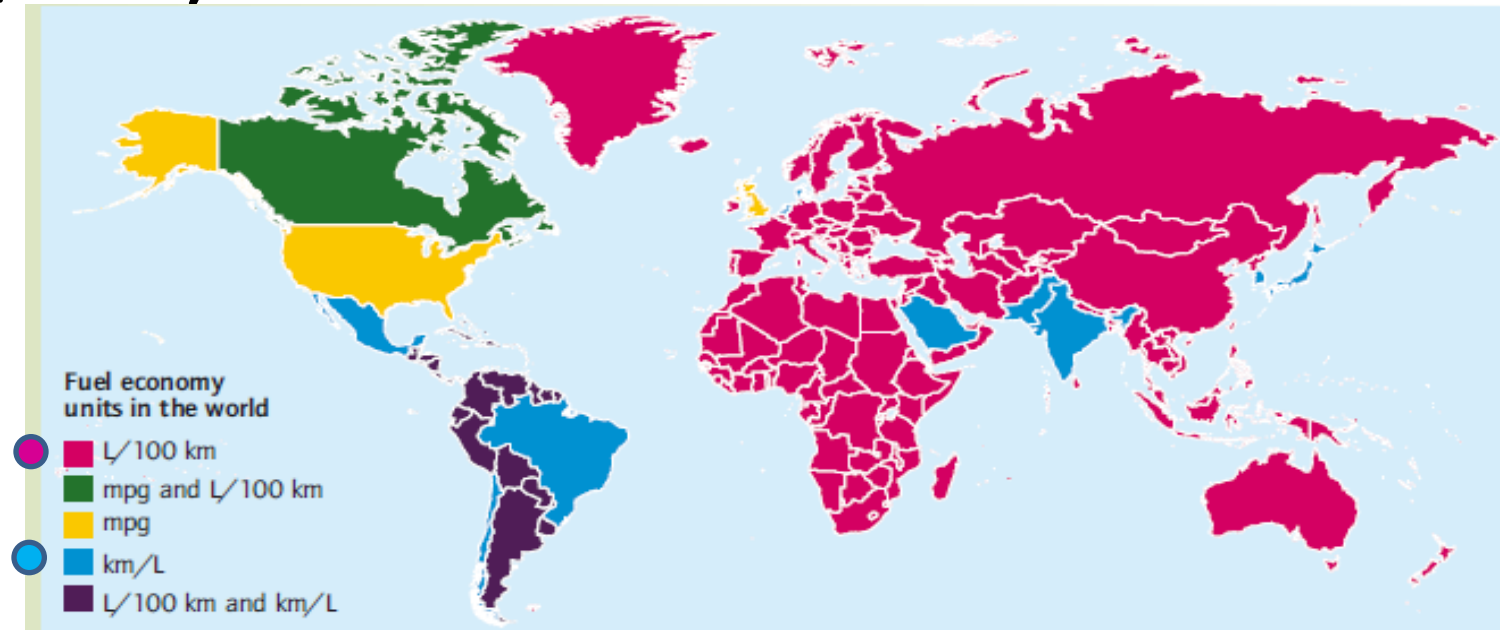 Fuel economy
units in the world
L/100 km
mpg and L/100 km
mpg
km/L
L/100 km and km/L